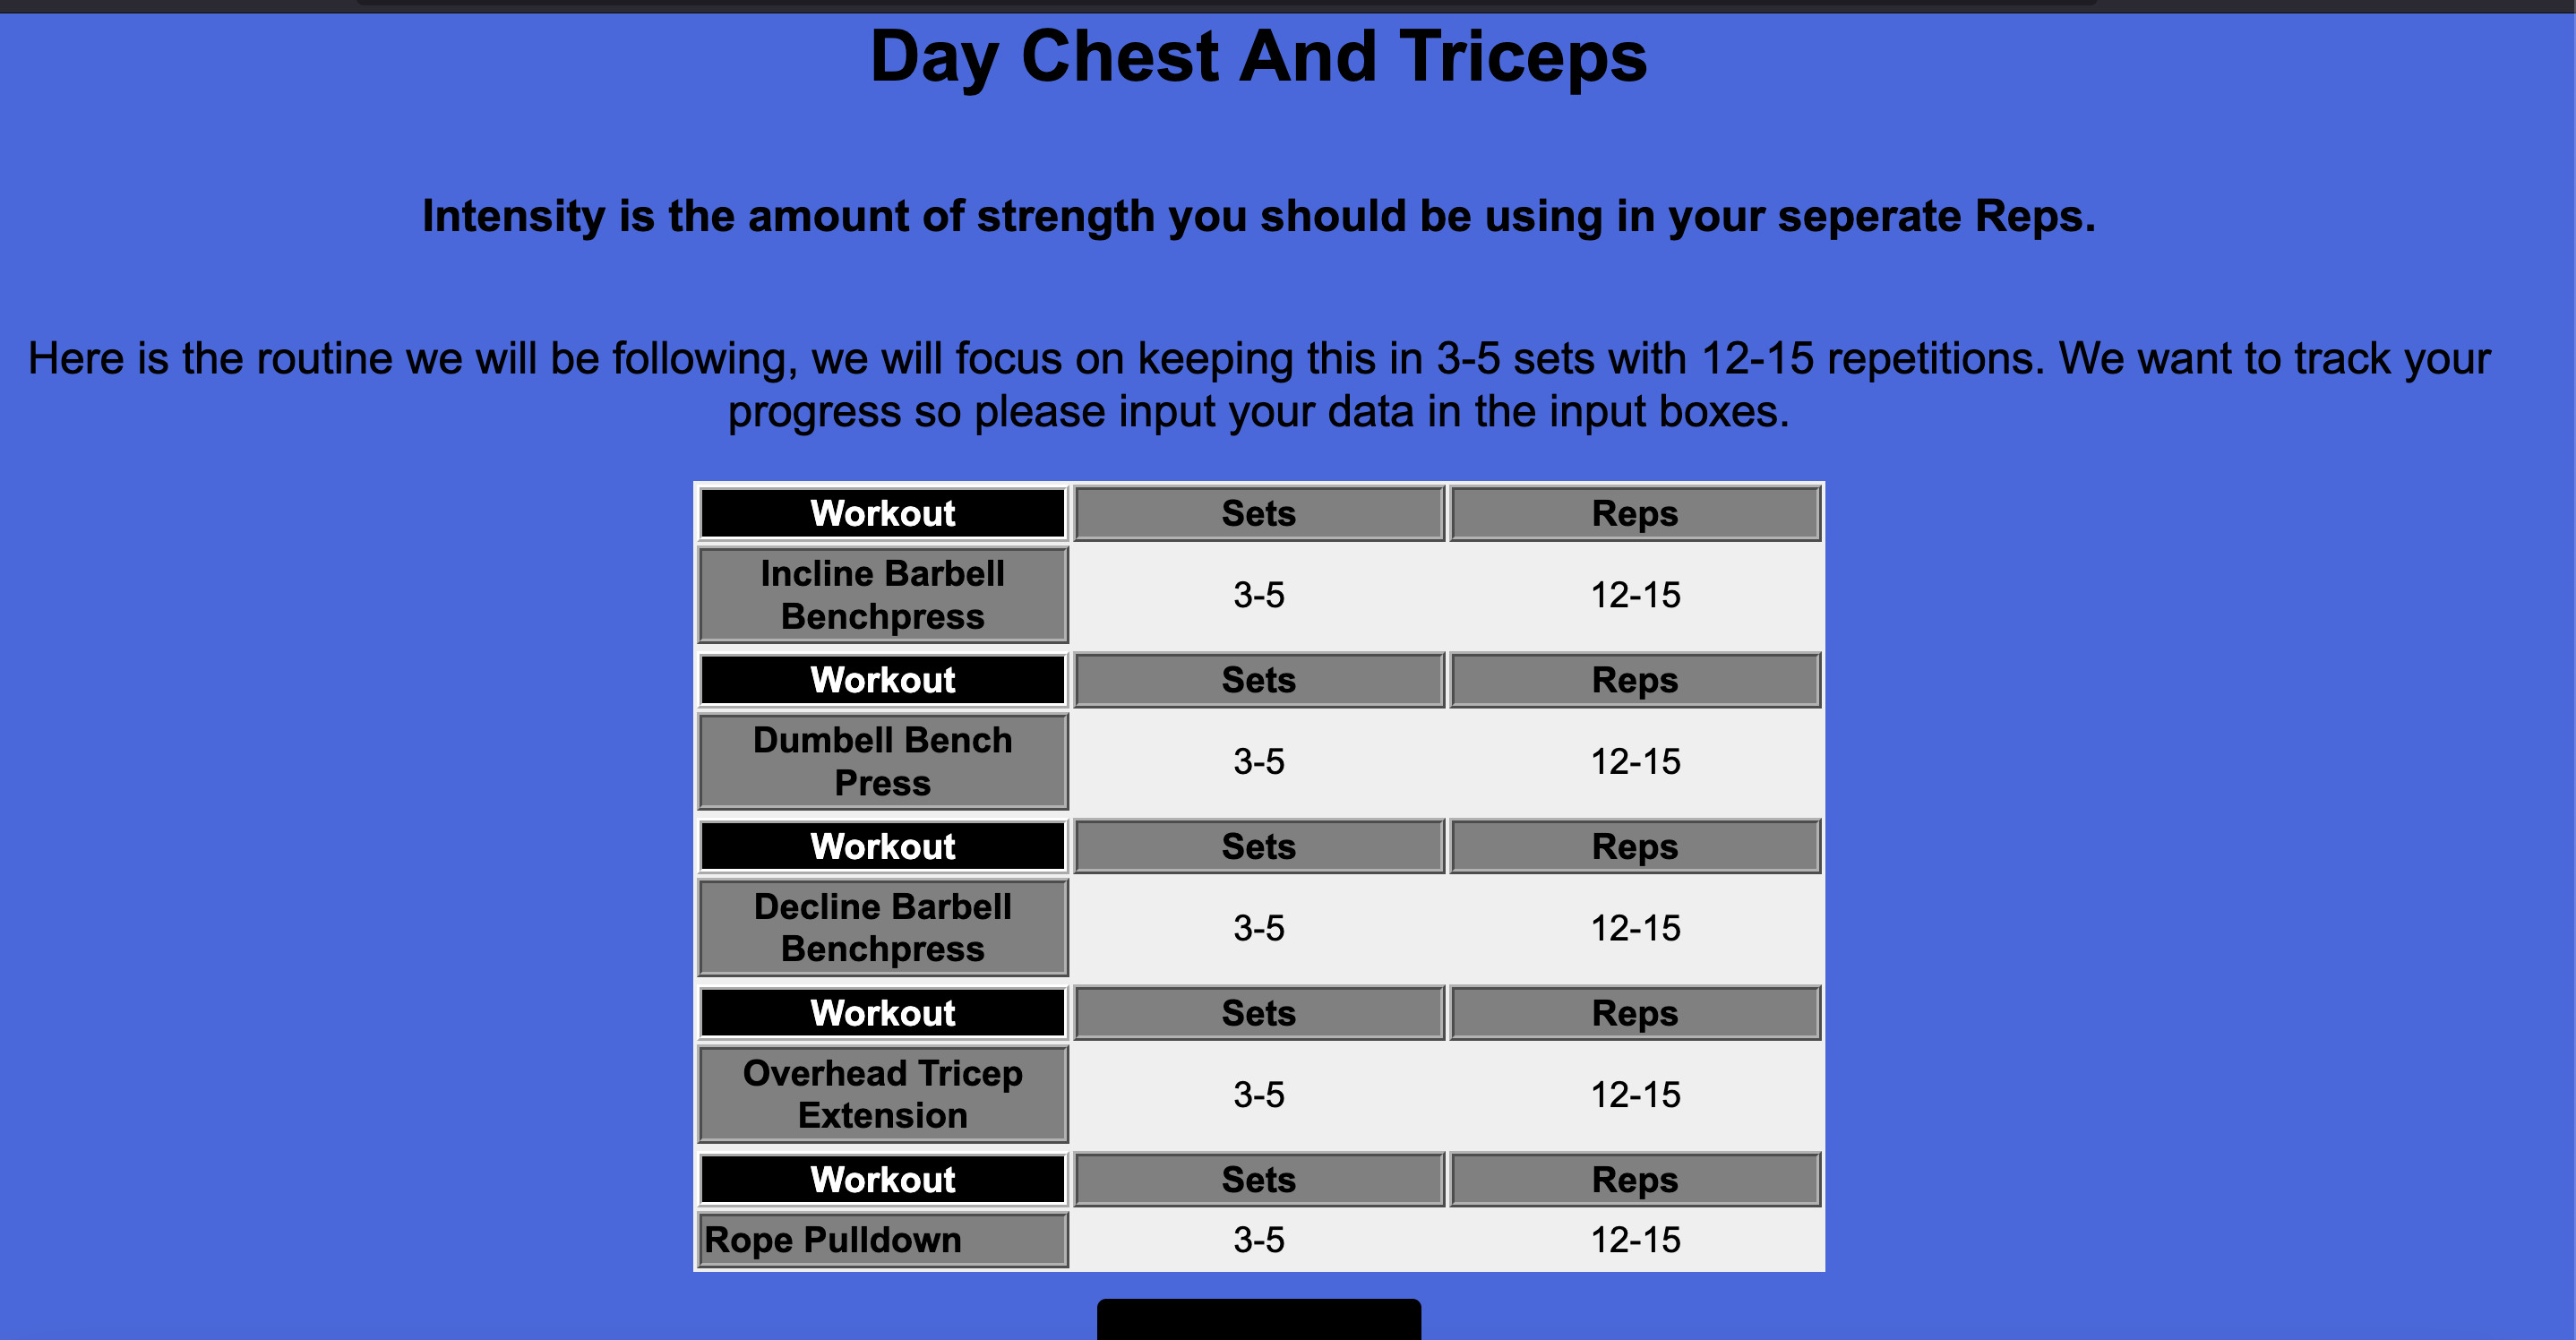 Day Chest And Triceps
Intensity is the amount of strength you should be using in your seperate Reps.
Here is the routine we will be following, we will focus on keeping this in 3-5 sets with 12-15 repetitions. We want to track your
progress so please input your data in the input boxes.
Workout Sets Reps
Incline Barbell
Benchpress 3-5 12-15
Workout Sets Reps
Dumbell Bench
Press 3-5 12-15
Workout Sets Reps
Decline Barbell
Benchpress 3-5 12-15
Workout Sets Reps
Overhead Tricep
Extension 3-5 12-15
Workout Sets Reps
Rope Pulldown 3-5 12-15